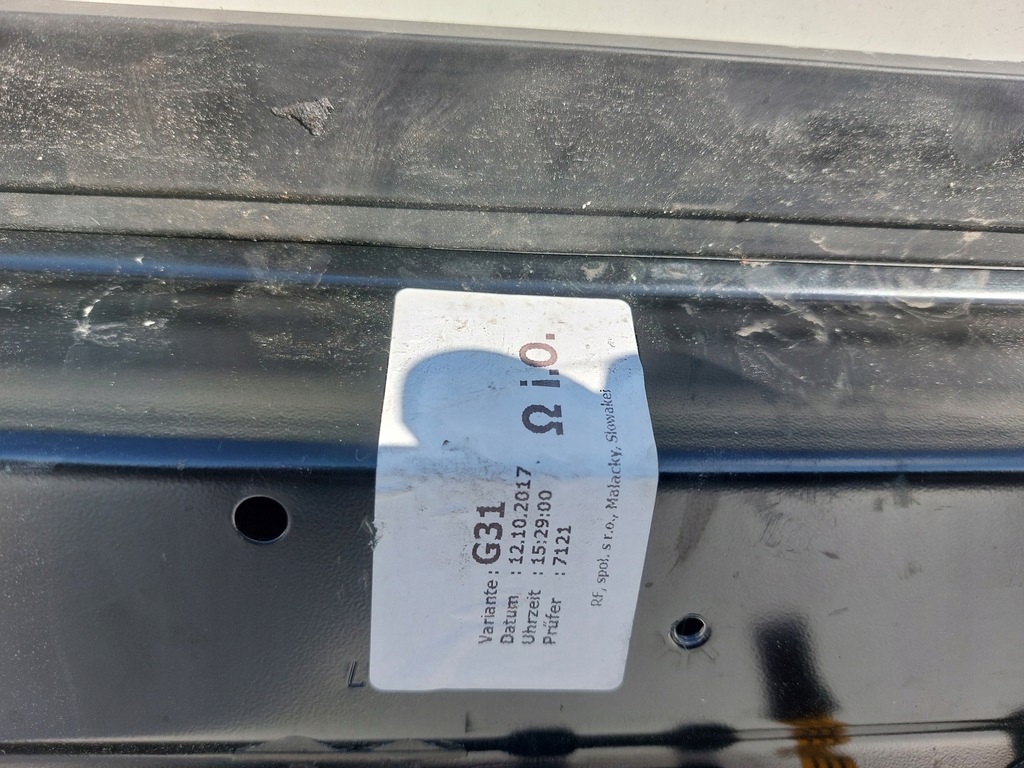 Variante : G31
Datum : 12.10.2017
Uhrzeit : 15:29:00
Prüfer : 7121
Ω i.O.
RF, spol. s r.o., Malacky, Slowakei
L